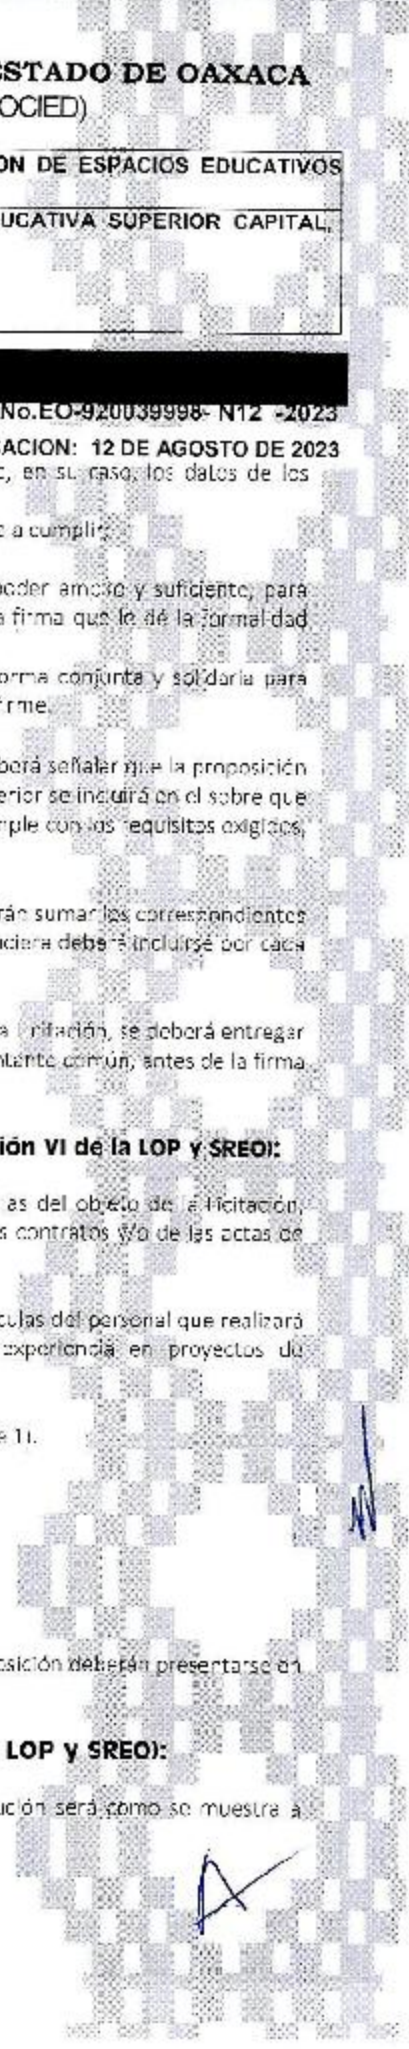 ESTADO DE OAXACA
OCIED)
ON DE ESPACIOS EDUCATIVOS
UCATIVA SUPERIOR CAPITAL,
No.EO-920039998- N12 -2023
ACION: 12 DE AGOSTO DE 2023
, en su caso, los datos de los
a cumplir;
poder amplio y suficiente, para
a firma que le dé la formalidad
orma conjunta y solidaria para
firme.
berá señalar que la proposición
erior se incluirá en el sobre que
mple con los requisitos exigidos,
rán sumar los correspondientes
nciera deberá incluirse por cada
a licitación, se deberá entregar
ntante común, antes de la firma
ión VI de la LOP y SREO):
as del objeto de la licitación,
s contratos y/o de las actas de
culas del personal que realizará
experiencia en proyectos de
e 1).
osición deberán presentarse en
LOP y SREO):
ución será como se muestra a